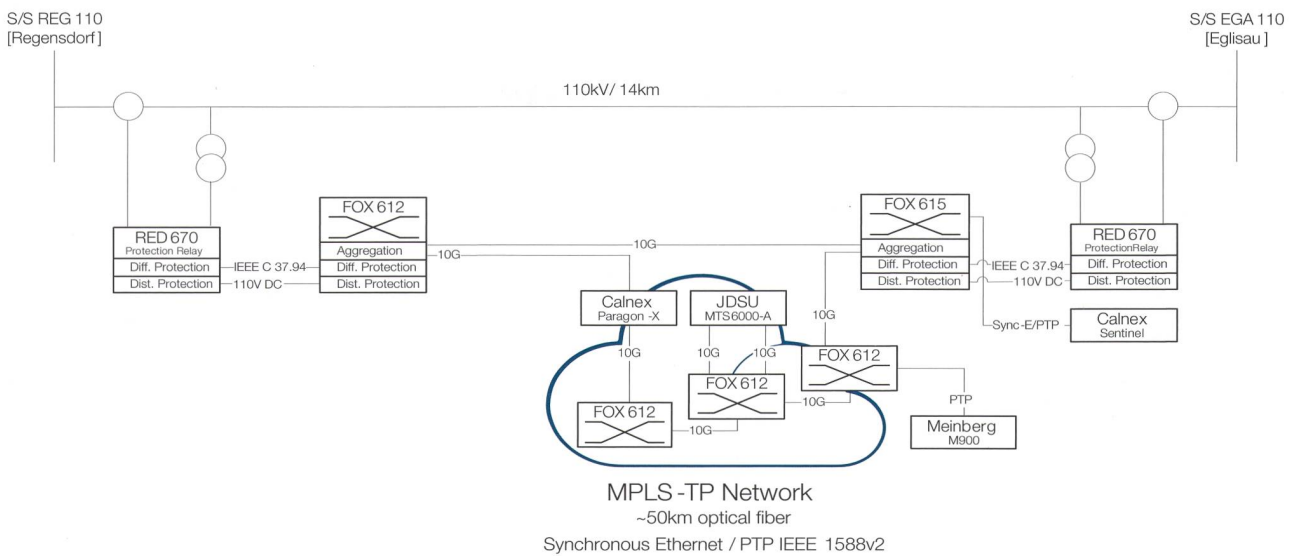 S/S REG 110
[Regensdorf]
S/S EGA 110
[Eglisau ]
110kV/ 14km
RED 670
Protection Relay
Diff. Protection
Dist. Protection
IEEE C 37.94
110V DC
FOX 612
Aggregation
Diff. Protection
Dist. Protection
10G
10G
FOX 615
Aggregation
Diff. Protection
Dist. Protection
IEEE C 37.94
110V DC
RED 670
ProtectionRelay
Diff. Protection
Dist. Protection
Sync-E/PTP
Calnex
Sentinel
Calnex
Paragon -X
JDSU
MTS6000-A
10G
10G
10G
10G
FOX 612
FOX 612
FOX 612
10G
10G
PTP
Meinberg
M900
MPLS -TP Network
~50km optical fiber
Synchronous Ethernet / PTP IEEE 1588v2